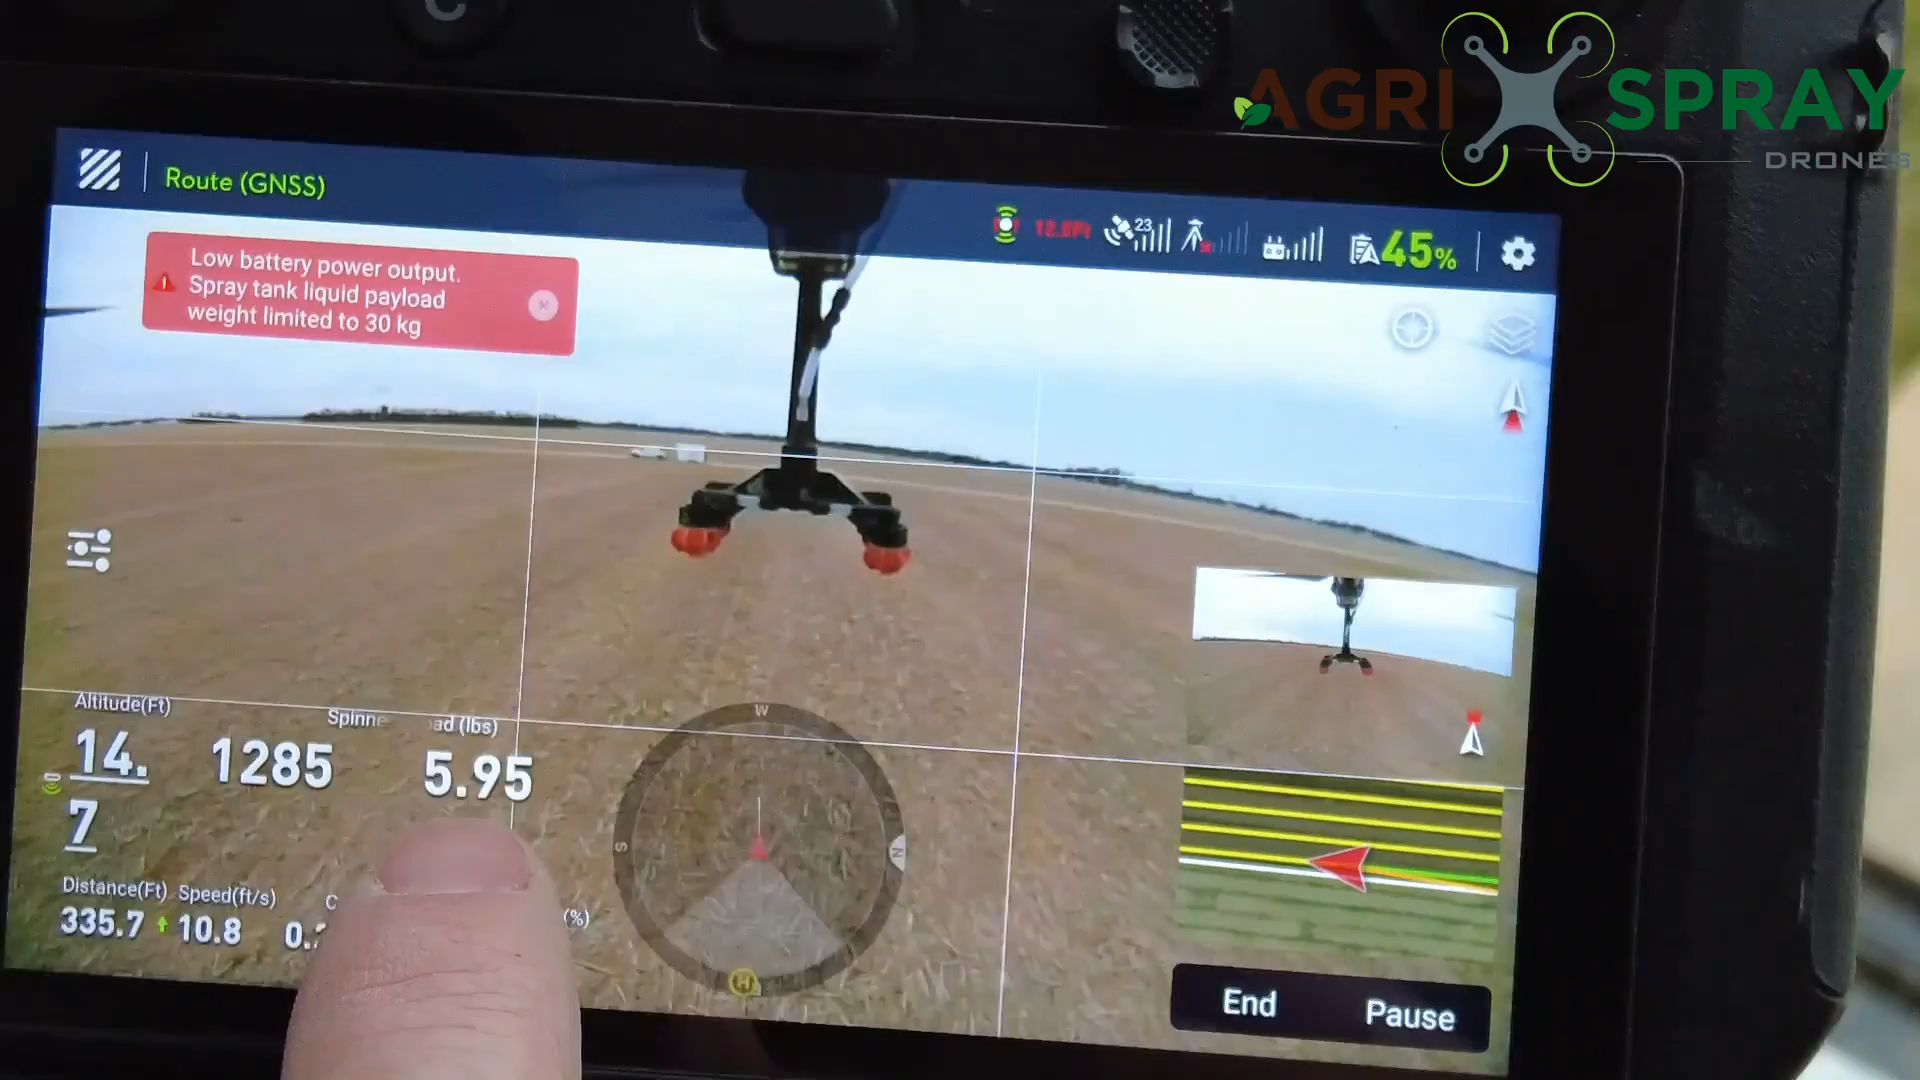 AGRI SPRAY
DRONES
Route (GNSS)
23
45%
Low battery power output.
Spray tank liquid payload
weight limited to 30 kg
Altitude(Ft)
(lbs)
14.
7
1285
5.95
W
S
N
H
Distance(Ft) Speed(ft/s)
335.7 10.8
(%)
End Pause